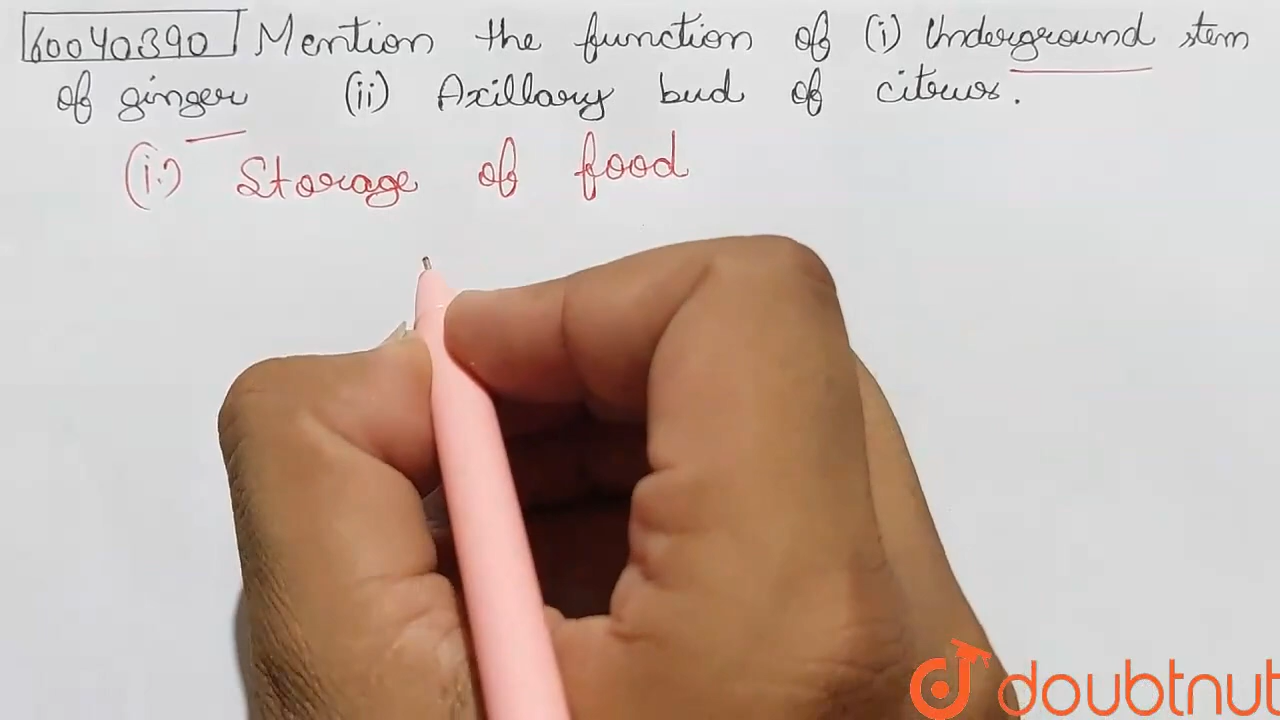 60040390 Mention the function of (i) Underground stem
of ginger (ii) Axillary bud of citrus.
(i.) Storage of food
doubtnut